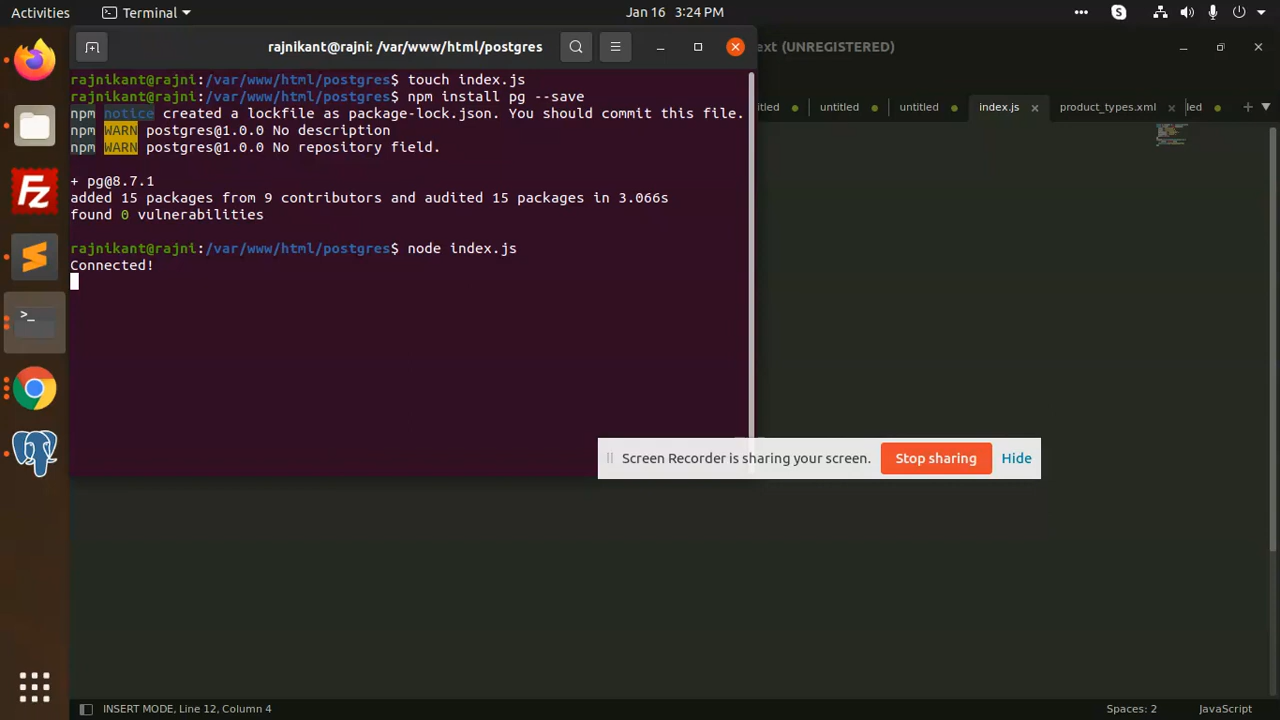 Activities
Terminal
Jan 16 3:24 PM
rajnikant@rajni: /var/www/html/postgres
ext (UNREGISTERED)
itled
untitled
untitled
index.js
product_types.xml
led
rajnikant@rajni:/var/www/html/postgres$ touch index.js
rajnikant@rajni:/var/www/html/postgres$ npm install pg --save
npm notice created a lockfile as package-lock.json. You should commit this file.
npm WARN postgres@1.0.0 No description
npm WARN postgres@1.0.0 No repository field.
+ pg@8.7.1
added 15 packages from 9 contributors and audited 15 packages in 3.066s
found 0 vulnerabilities
rajnikant@rajni:/var/www/html/postgres$ node index.js
Connected!
Screen Recorder is sharing your screen.
Stop sharing
Hide
INSERT MODE, Line 12, Column 4
Spaces: 2
JavaScript